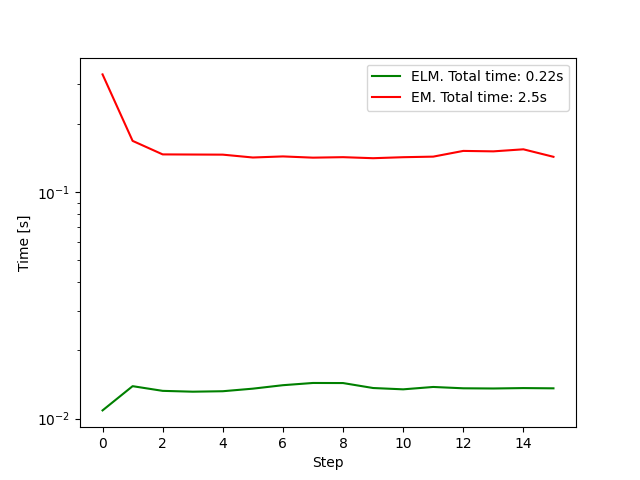 ELM. Total time: 0.22s
EM. Total time: 2.5s
10⁻¹
10⁻²
Time [s]
0 2 4 6 8 10 12 14
Step